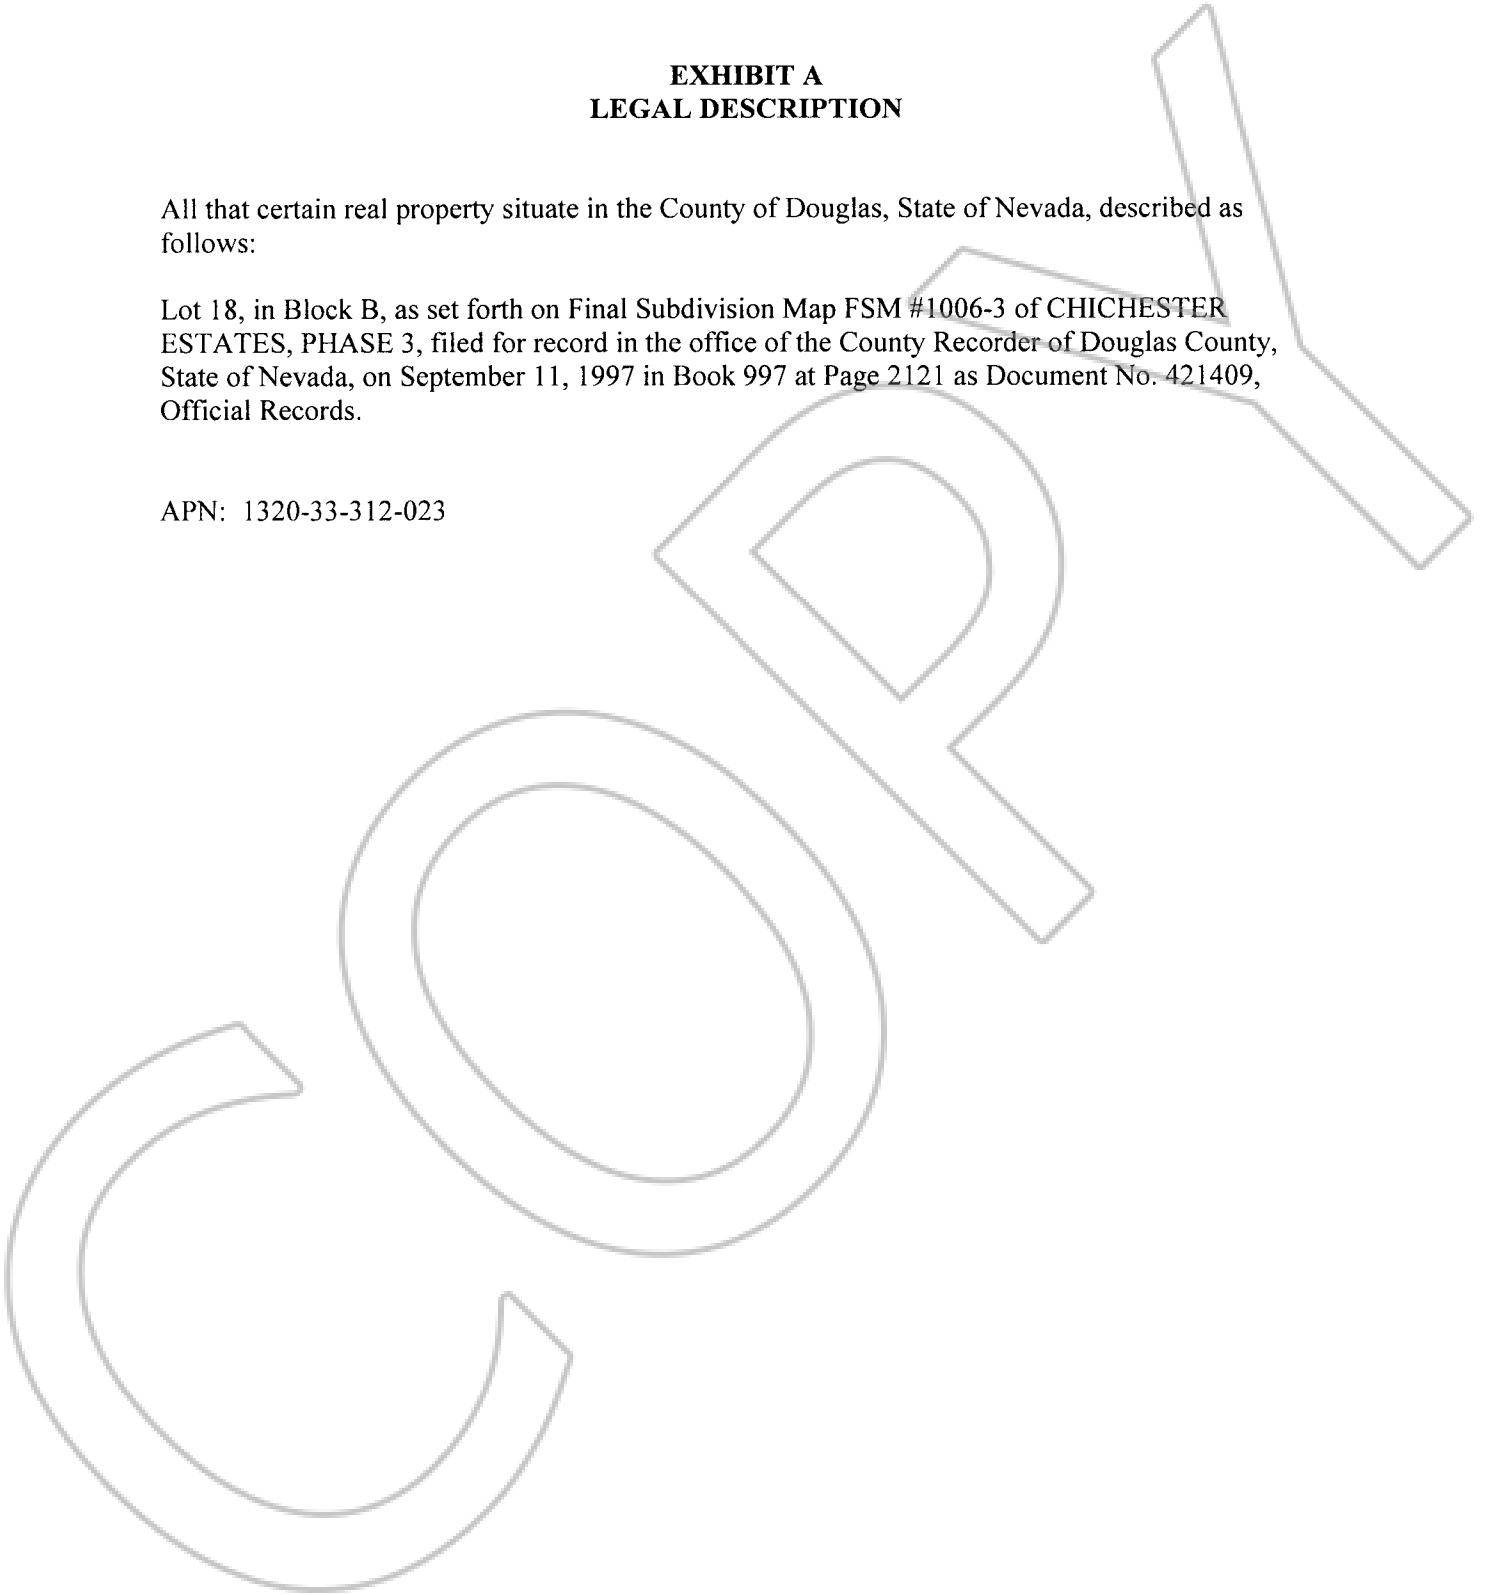 EXHIBIT A
LEGAL DESCRIPTION
All that certain real property situate in the County of Douglas, State of Nevada, described as
follows:
Lot 18, in Block B, as set forth on Final Subdivision Map FSM #1006-3 of CHICHESTER
ESTATES, PHASE 3, filed for record in the office of the County Recorder of Douglas County,
State of Nevada, on September 11, 1997 in Book 997 at Page 2121 as Document No. 421409,
Official Records.
APN: 1320-33-312-023
COPY